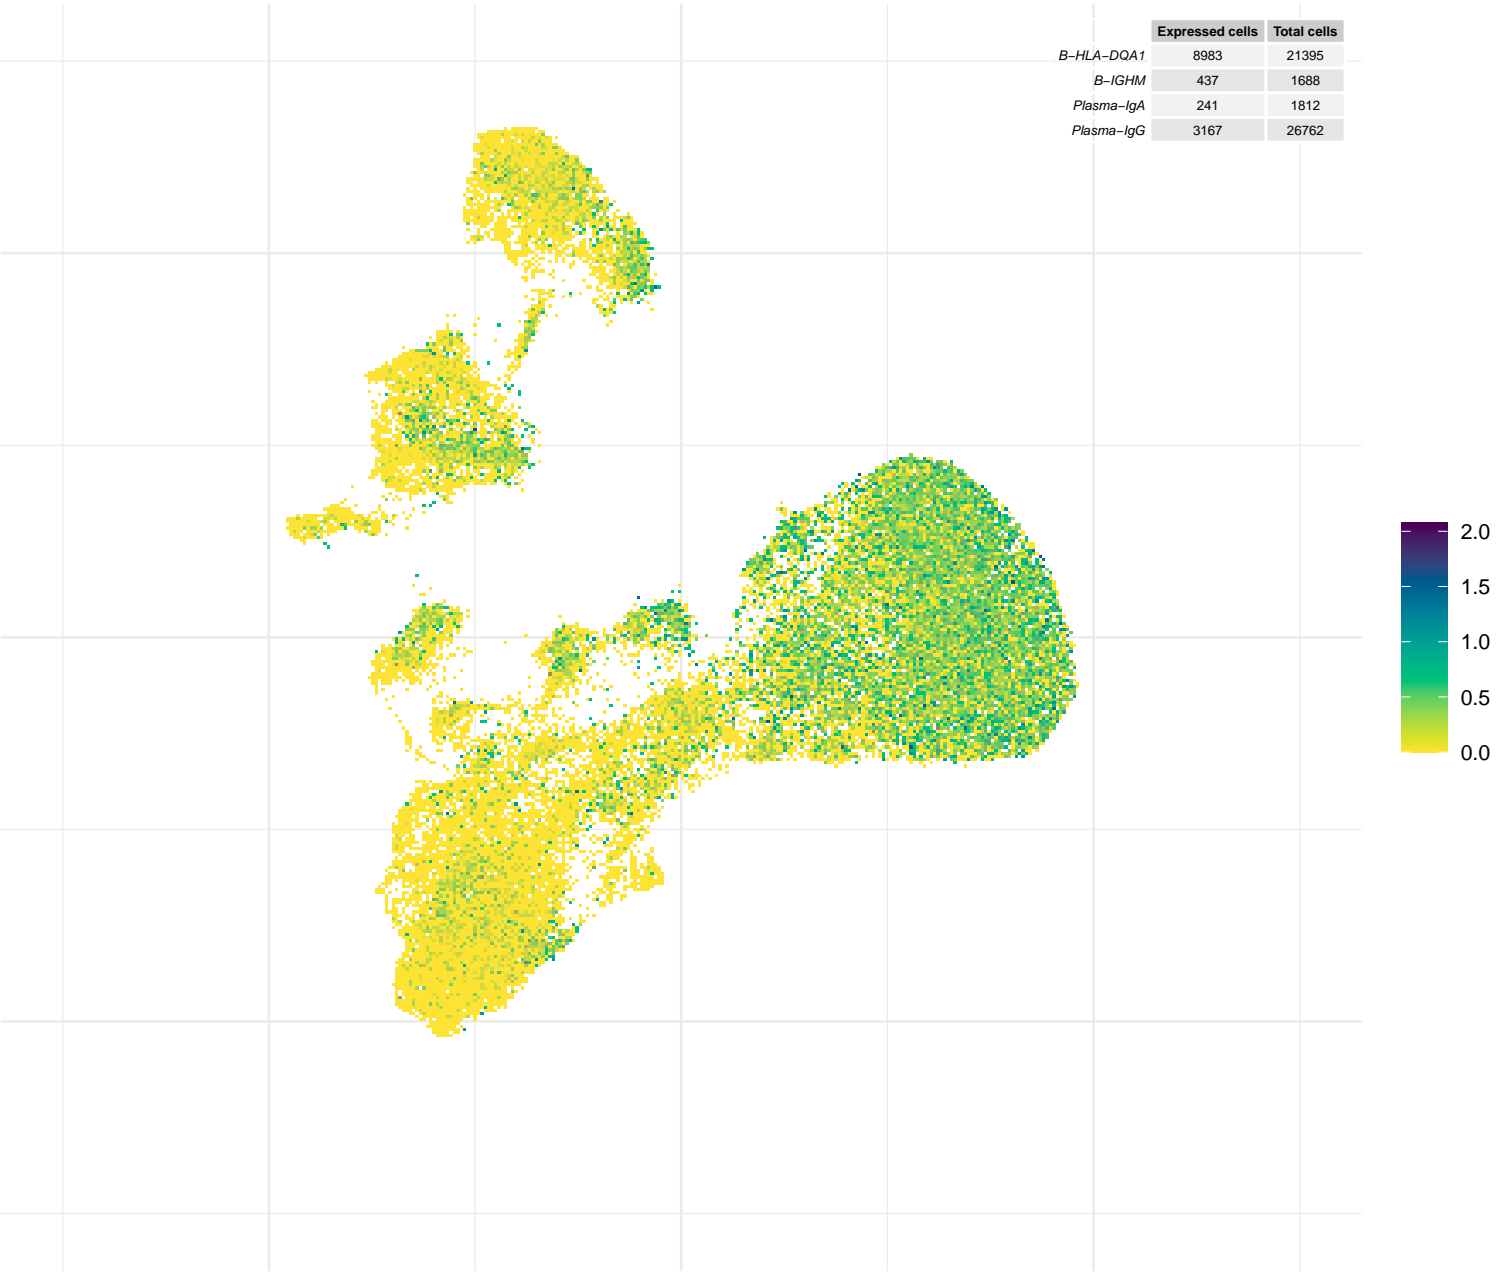 Expressed cells Total cells
B−HLA−DQA1 8983 21395
B−IGHM 437 1688
Plasma−IgA 241 1812
Plasma−IgG 3167 26762
2.0
1.5
1.0
0.5
0.0